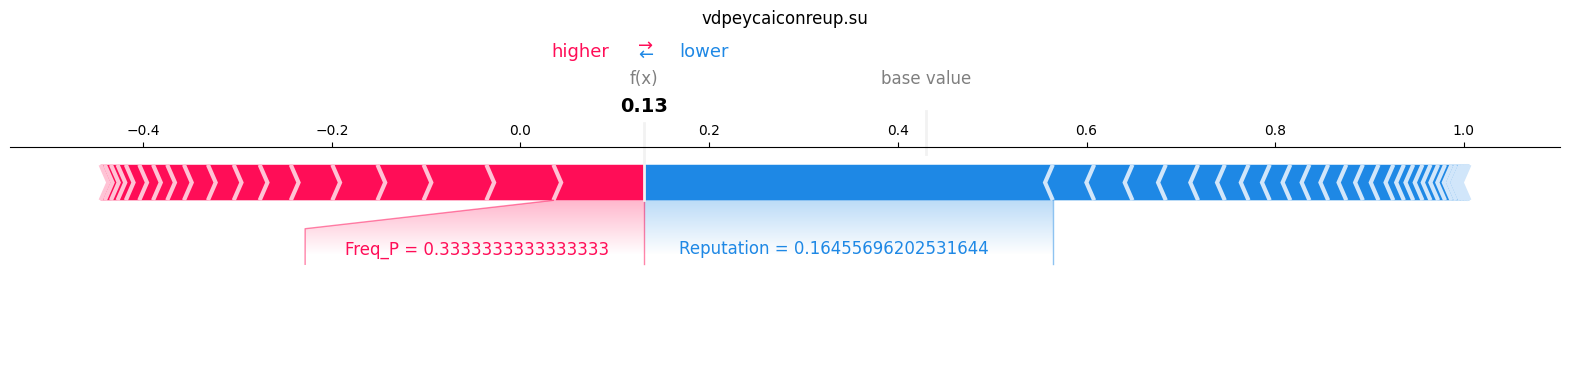 vdpeycaiconreup.su
higher ⇄ lower
f(x) base value
0.13
−0.4 −0.2 0.0 0.2 0.4 0.6 0.8 1.0
Freq_P = 0.3333333333333333 Reputation = 0.16455696202531644